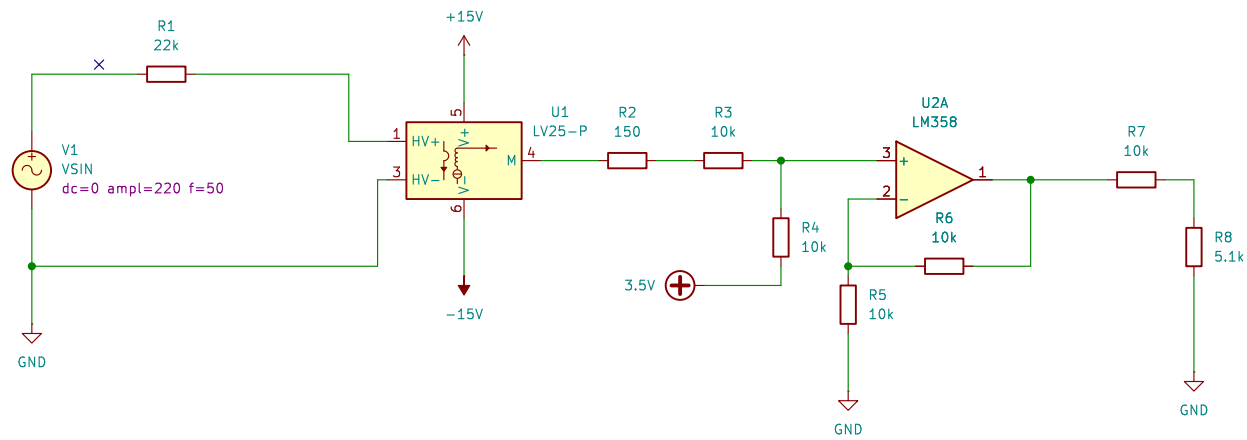 R1
22k
V1
VSIN
dc=0 ampl=220 f=50
GND
+15V
5
U1
LV25-P
1
HV+
V+
M
4
3
HV-
V-
6
-15V
R2
150
R3
10k
R4
10k
3.5V
U2A
LM358
3
+
2
-
1
R6
10k
R5
10k
GND
R7
10k
R8
5.1k
GND